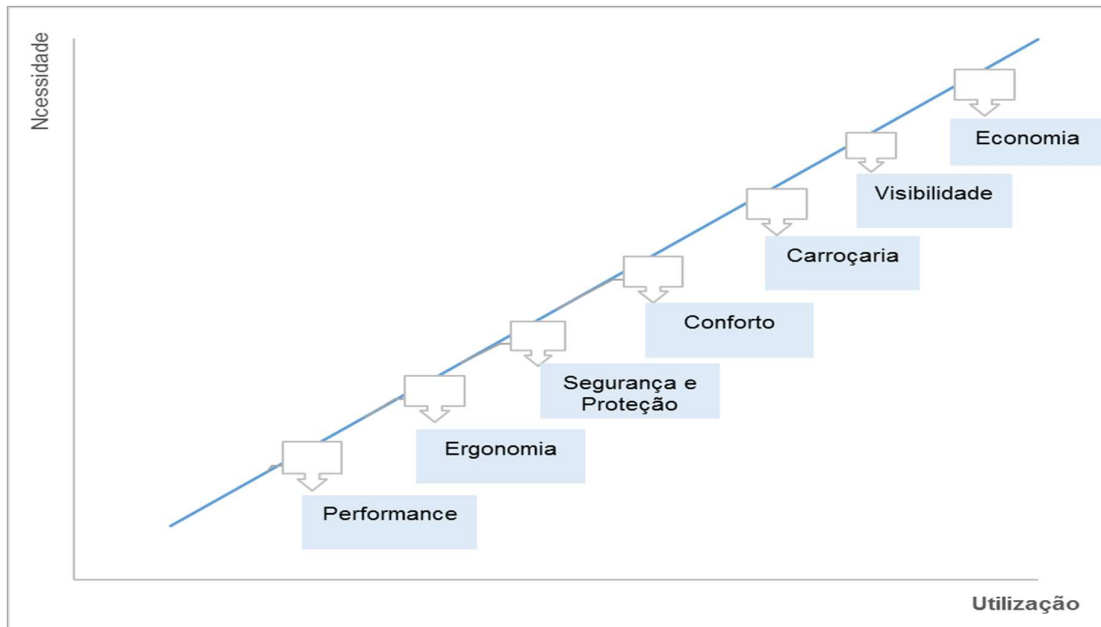 Ncessidade
Economia
Visibilidade
Carroçaria
Conforto
Segurança e
Proteção
Ergonomia
Performance
Utilização